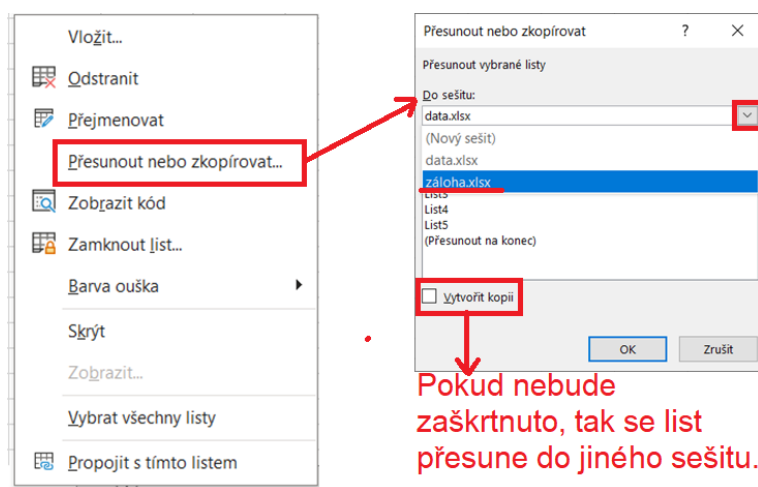 Vložit...
Odstranit
Přejmenovat
Přesunout nebo zkopírovat...
Zobrazit kód
Zamknout list...
Barva ouška
Skrýt
Zobrazit...
Vybrat všechny listy
Propojit s tímto listem
Přesunout nebo zkopírovat ? ×
Přesunout vybrané listy
Do sešitu:
data.xlsx
(Nový sešit)
data.xlsx
záloha.xlsx
List3
List4
List5
(Přesunout na konec)
Vytvořit kopii
OK Zrušit
Pokud nebude
zaškrtnuto, tak se list
přesune do jiného sešitu.